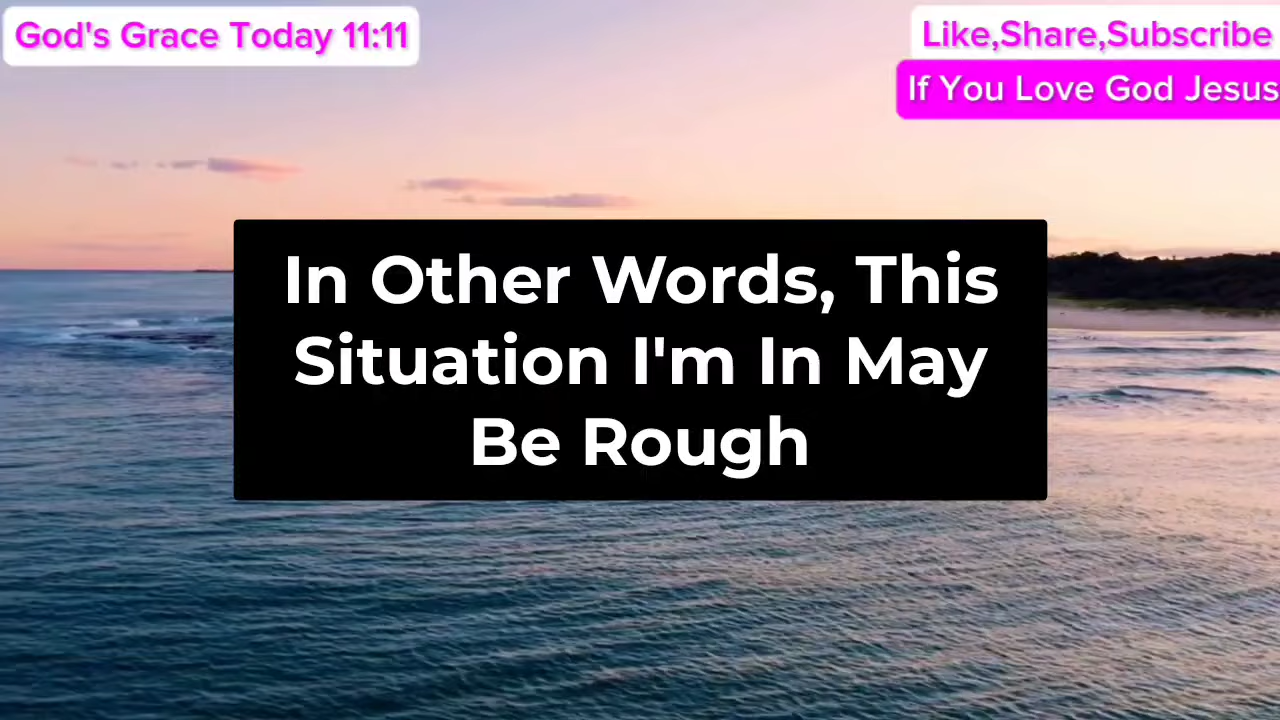 God's Grace Today 11:11
Like,Share,Subscribe
If You Love God Jesus
In Other Words, This
Situation I'm In May
Be Rough